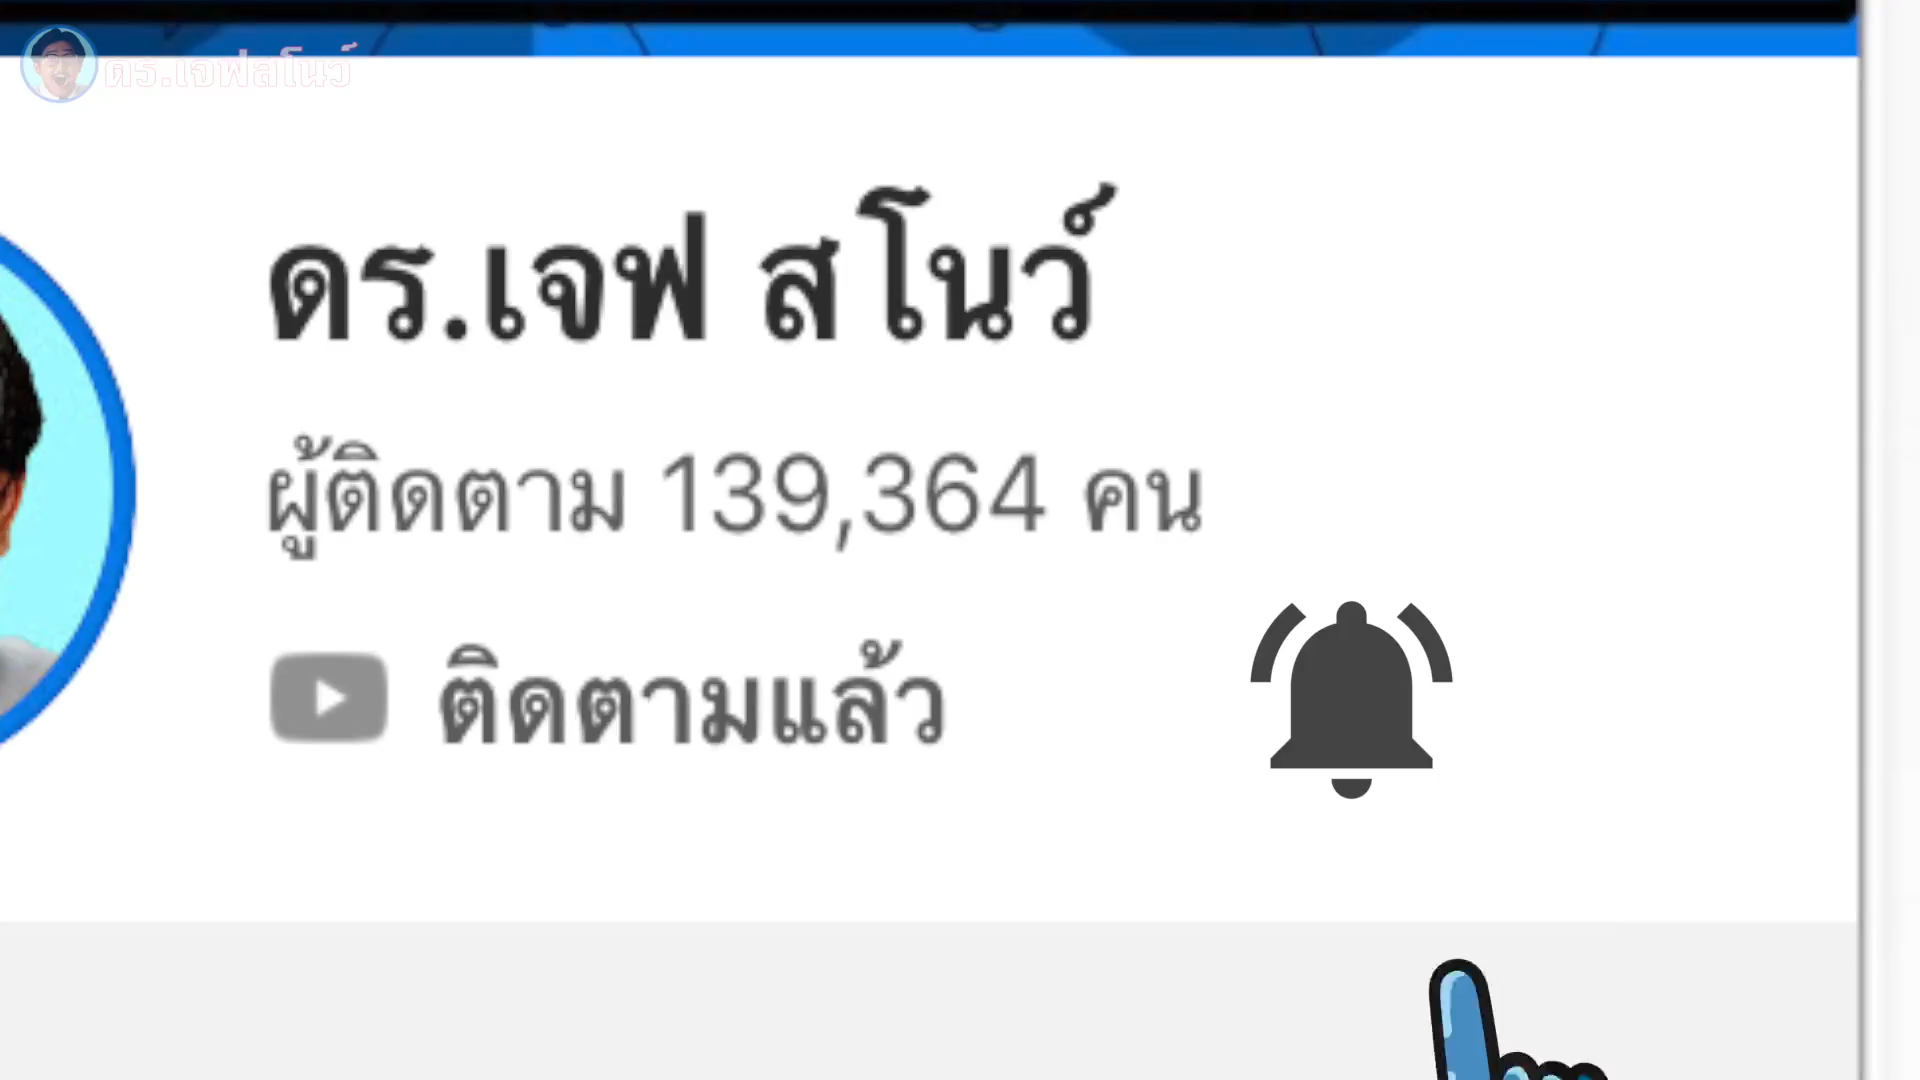 ดร.เจฟสโนว์
ดร.เจฟ สโนว์
ผู้ติดตาม 139,364 คน
ติดตามแล้ว